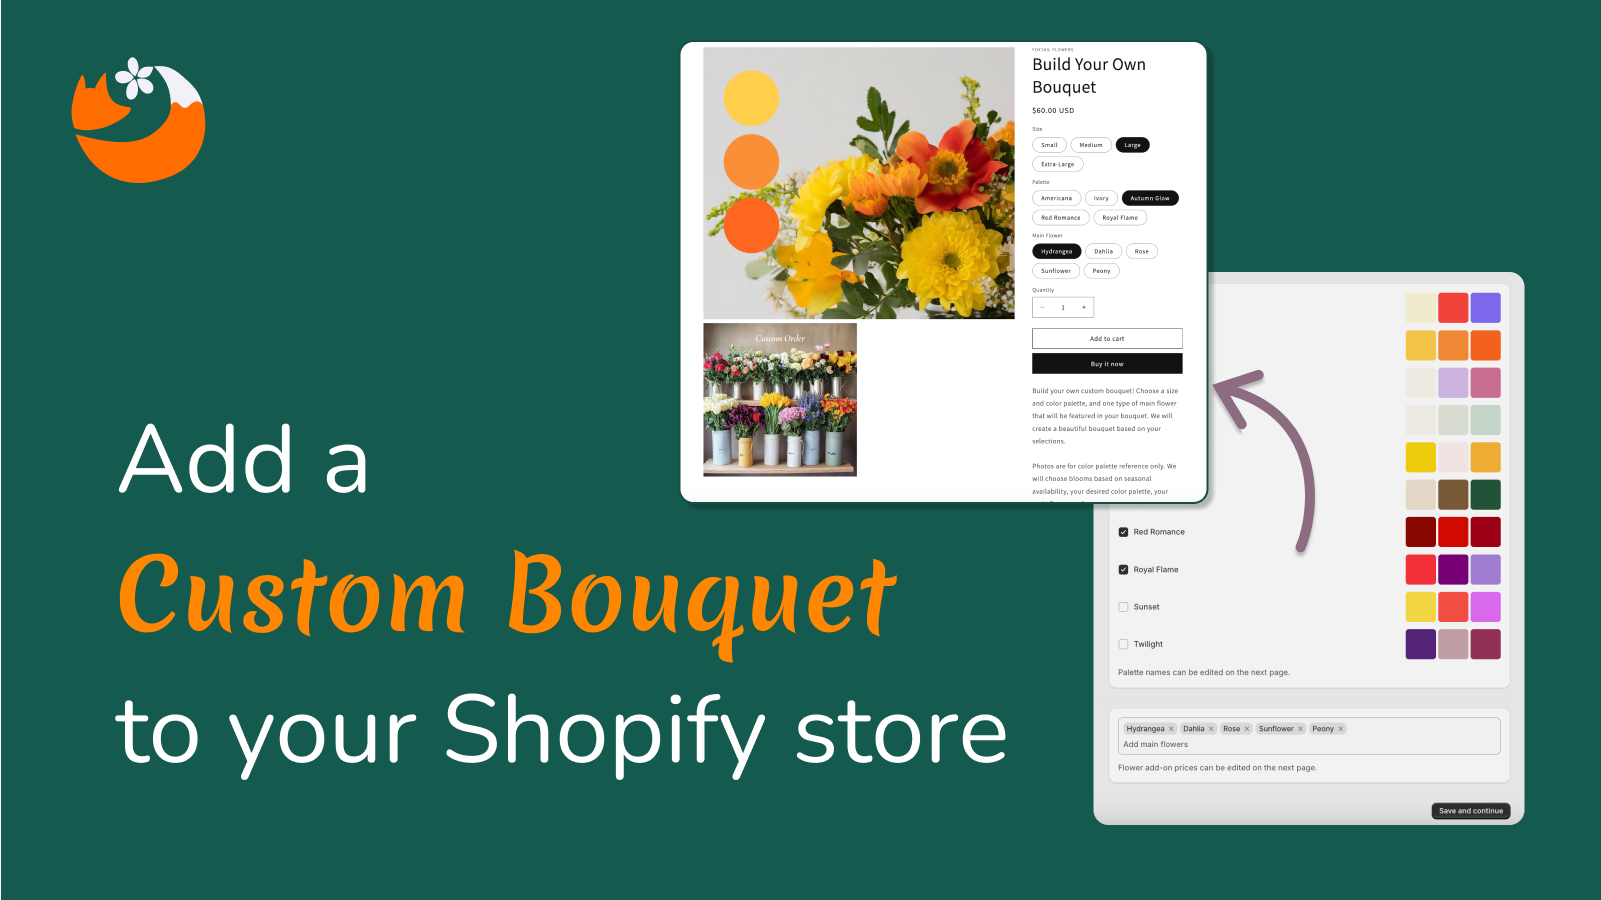 FOXTAIL FLOWERS
Build Your Own
Bouquet
$60.00 USD
Size
Small Medium Large
Extra-Large
Palette
Americana Ivory Autumn Glow
Red Romance Royal Flame
Main Flower
Hydrangea Dahlia Rose
Sunflower Peony
Quantity
− 1 +
Add to cart
Buy it now
Build your own custom bouquet! Choose a size
and color palette, and one type of main flower
that will be featured in your bouquet. We will
create a beautiful bouquet based on your
selections.
Photos are for color palette reference only. We
will choose blooms based on seasonal
availability, your desired color palette, your
Custom Order
Add a
Custom Bouquet
to your Shopify store
Red Romance
Royal Flame
Sunset
Twilight
Palette names can be edited on the next page.
Hydrangea × Dahlia × Rose × Sunflower × Peony ×
Add main flowers
Flower add-on prices can be edited on the next page.
Save and continue